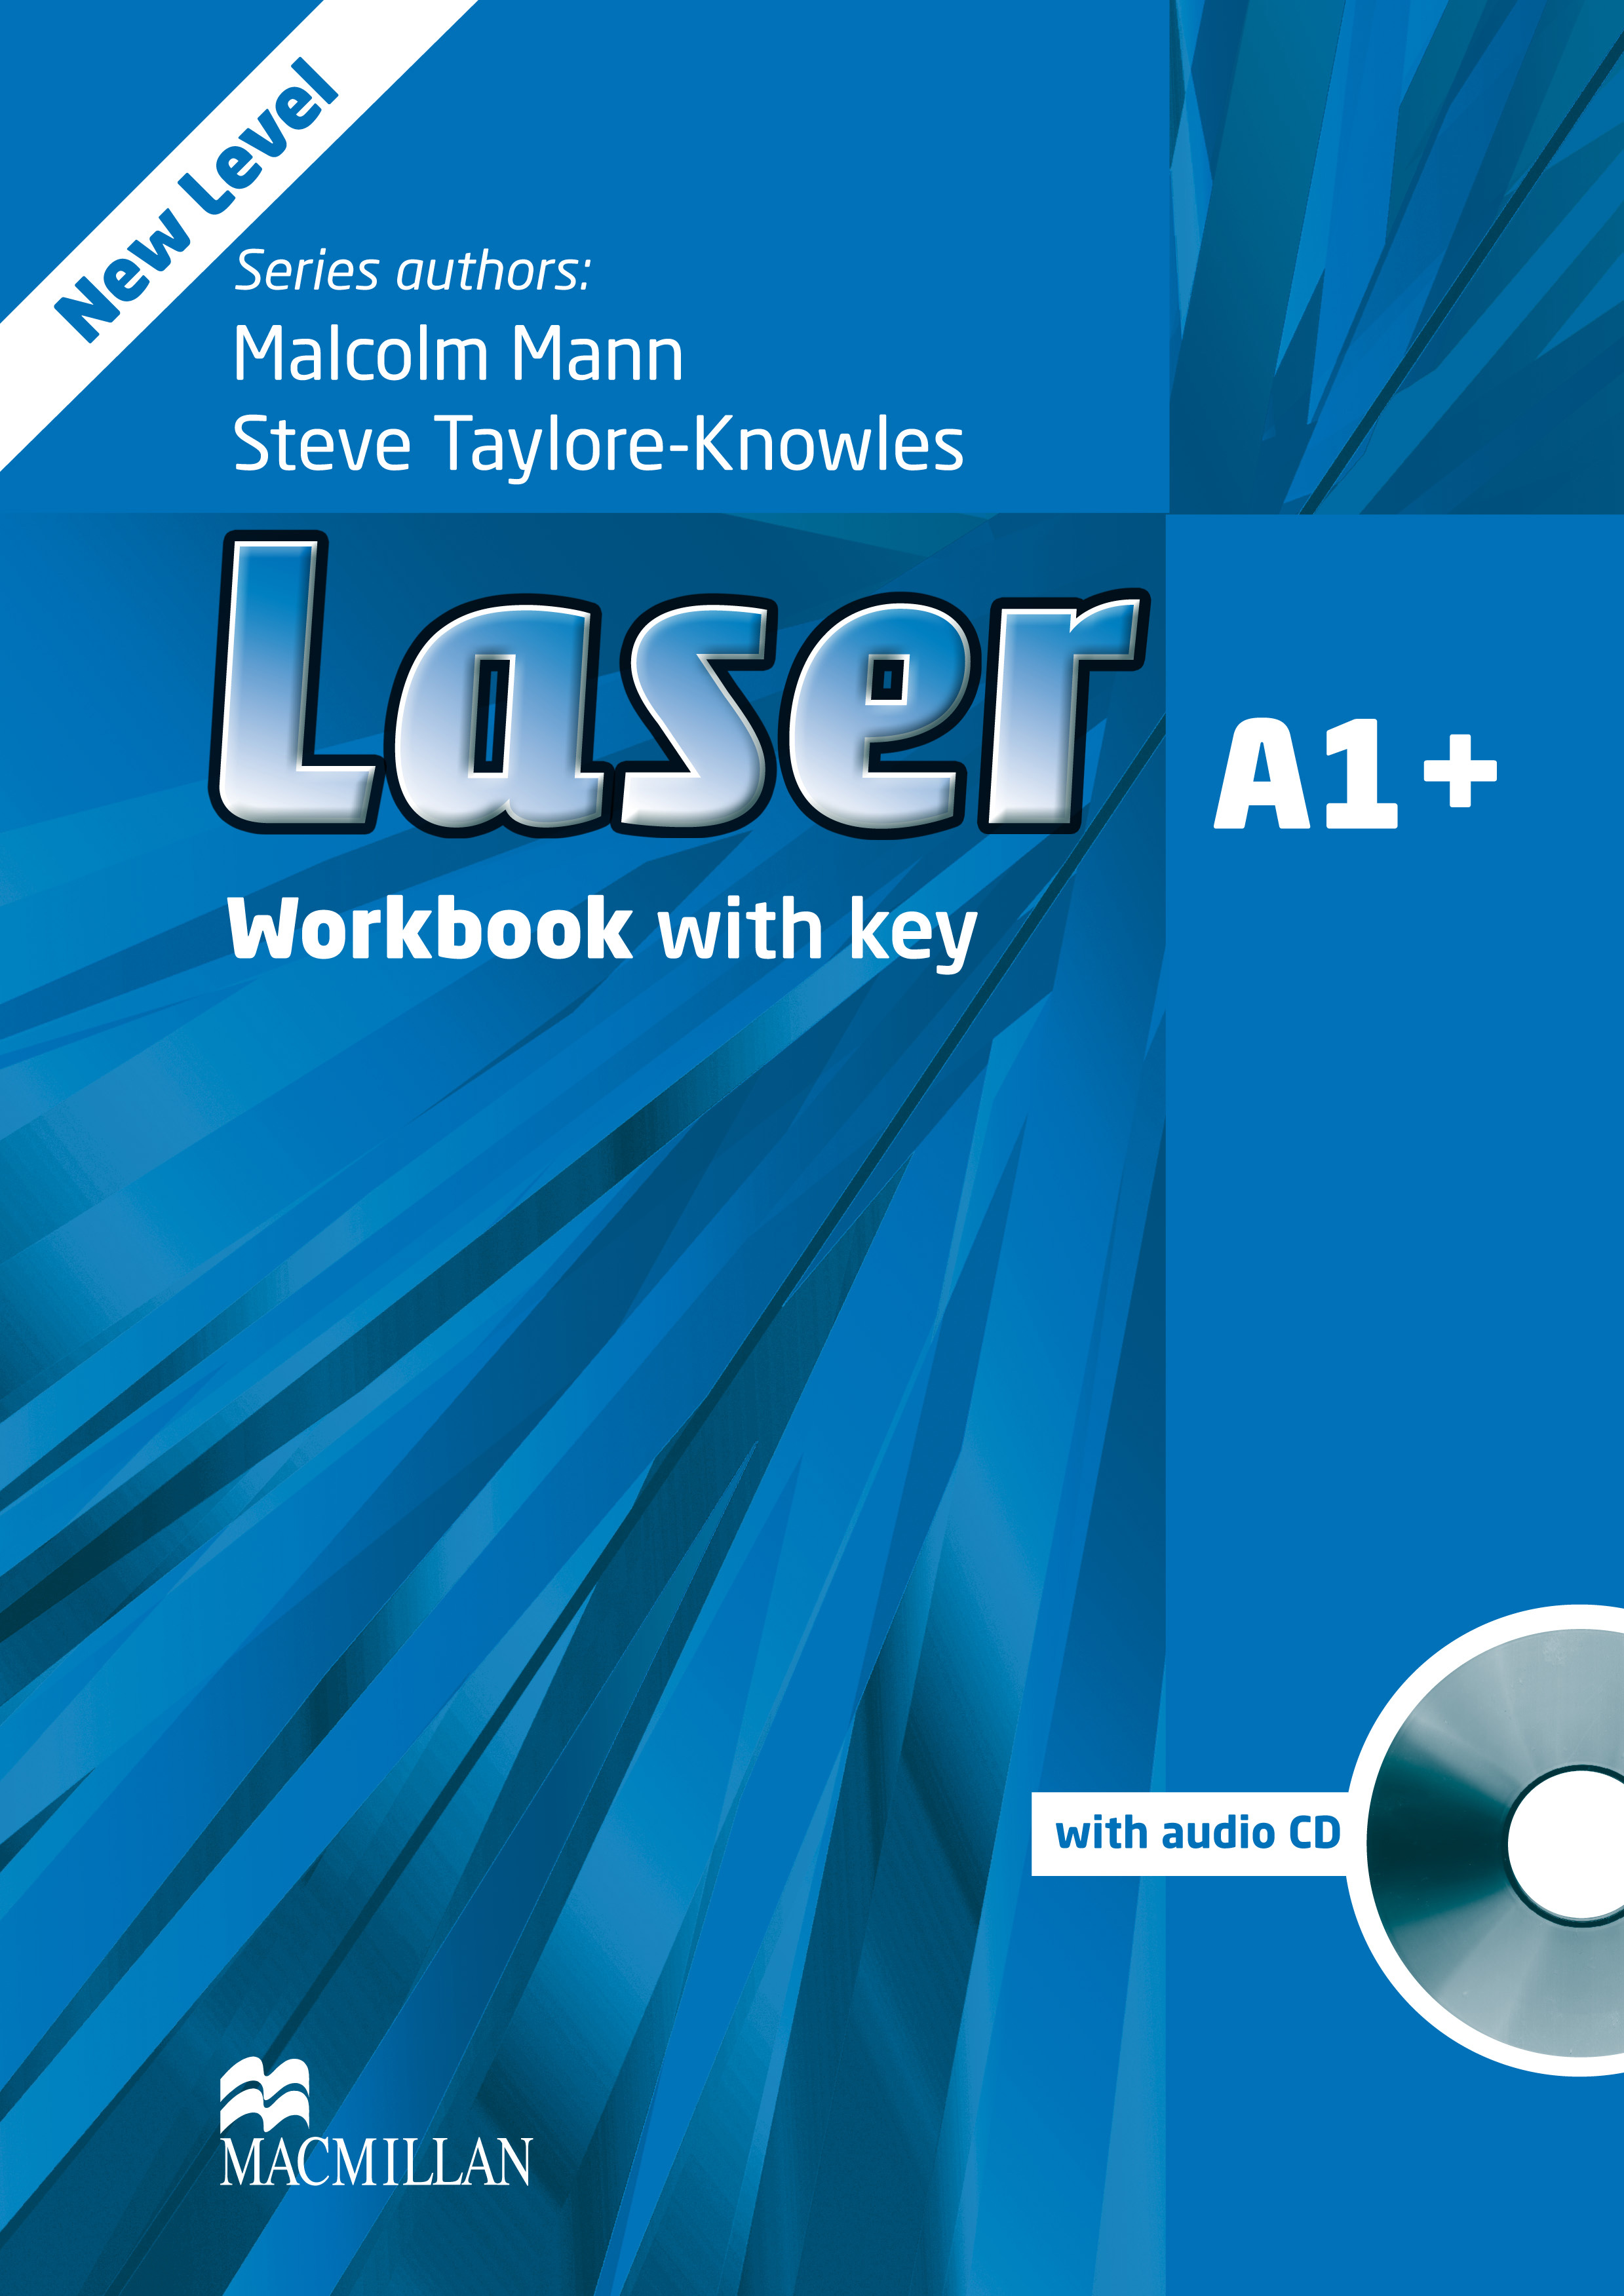 New Level
Series authors:
Malcolm Mann
Steve Taylore-Knowles
Laser
A1+
Workbook with key
with audio CD
MACMILLAN